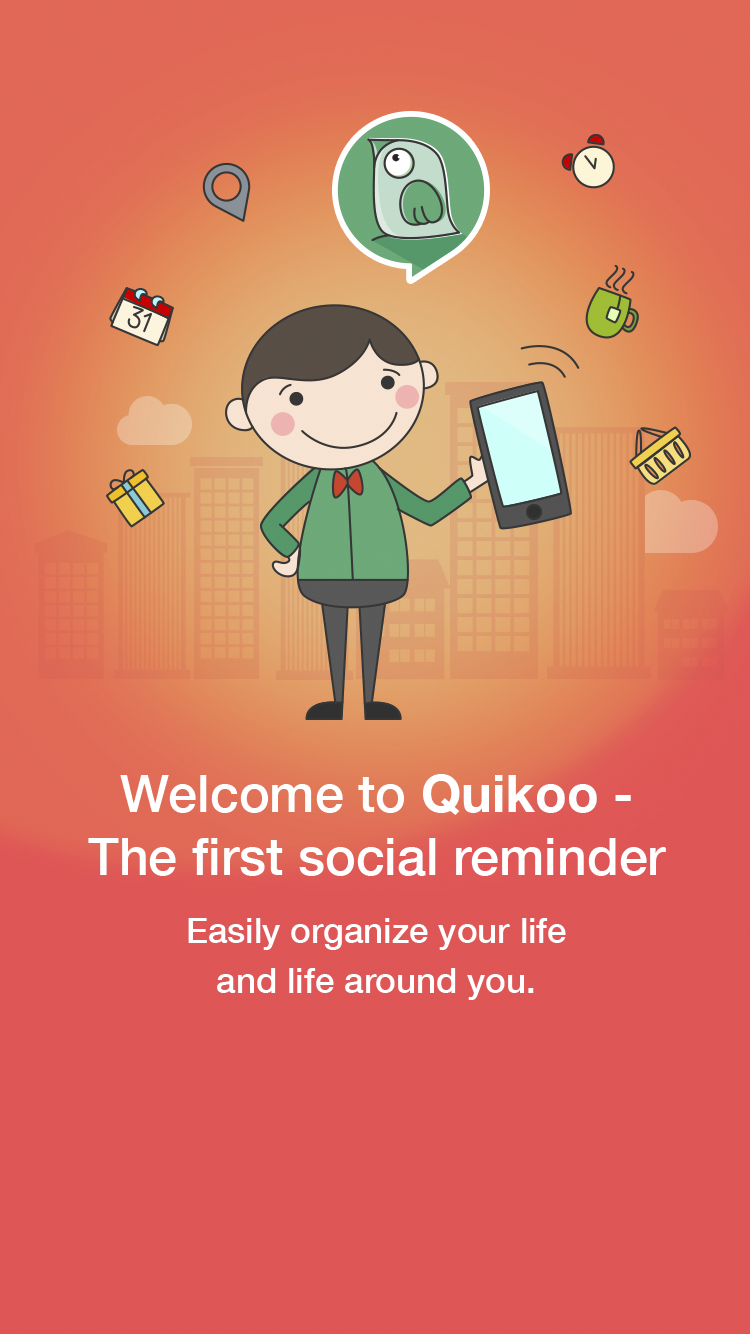 31
Welcome to Quikoo -
The first social reminder
Easily organize your life
and life around you.